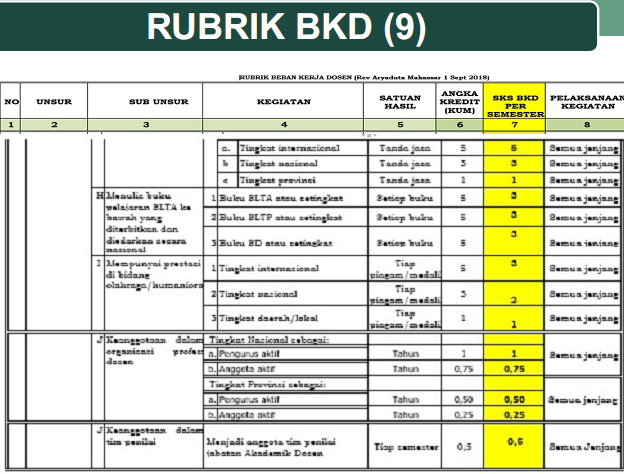 RUBRIK BKD (9)
RUBRIK BEBAN KERJA DOSEN (Rev Aryaduta Makassar 1 Sept 2018)
NO UNSUR SUB UNSUR KEGIATAN SATUAN HASIL ANGKA KREDIT (KUM) SKS BKD PER SEMESTER PELAKSANAAN KEGIATAN
1 2 3 4 5 6 7 8
a. Tingkat internasional Tanda jasa 5 5 Semua jenjang
b Tingkat nasional Tanda jasa 3 3 Semua jenjang
c Tingkat provinsi Tanda jasa 1 1 Semua jenjang
H Menulis buku pelajaran SLTA ke bawah yang diterbitkan dan diedarkan secara nasional
1 Buku SLTA atau setingkat Setiap buku 5 3 Semua jenjang
2 Buku SLTP atau setingkat Setiap buku 5 3 Semua jenjang
3 Buku SD atau setingkat Setiap buku 5 3 Semua jenjang
I Mempunyai prestasi di bidang olahraga/humaniora
1 Tingkat internasional Tiap piagam/medali 5 3 Semua jenjang
2 Tingkat nasional Tiap piagam/medali 3 2 Semua jenjang
3 Tingkat daerah/lokal Tiap piagam/medali 1 1 Semua jenjang
J Keanggotaan dalam organisasi profesi dosen
Tingkat Nasional sebagai:
a. Pengurus aktif Tahun 1 1 Semua jenjang
b. Anggota aktif Tahun 0,75 0,75
Tingkat Provinsi sebagai:
a. Pengurus aktif Tahun 0,50 0,50 Semua jenjang
b. Anggota aktif Tahun 0,25 0,25
J Keanggotaan dalam tim penilai
Menjadi anggota tim penilai jabatan Akademik Dosen Tiap semester 0,5 0,5 Semua Jenjang